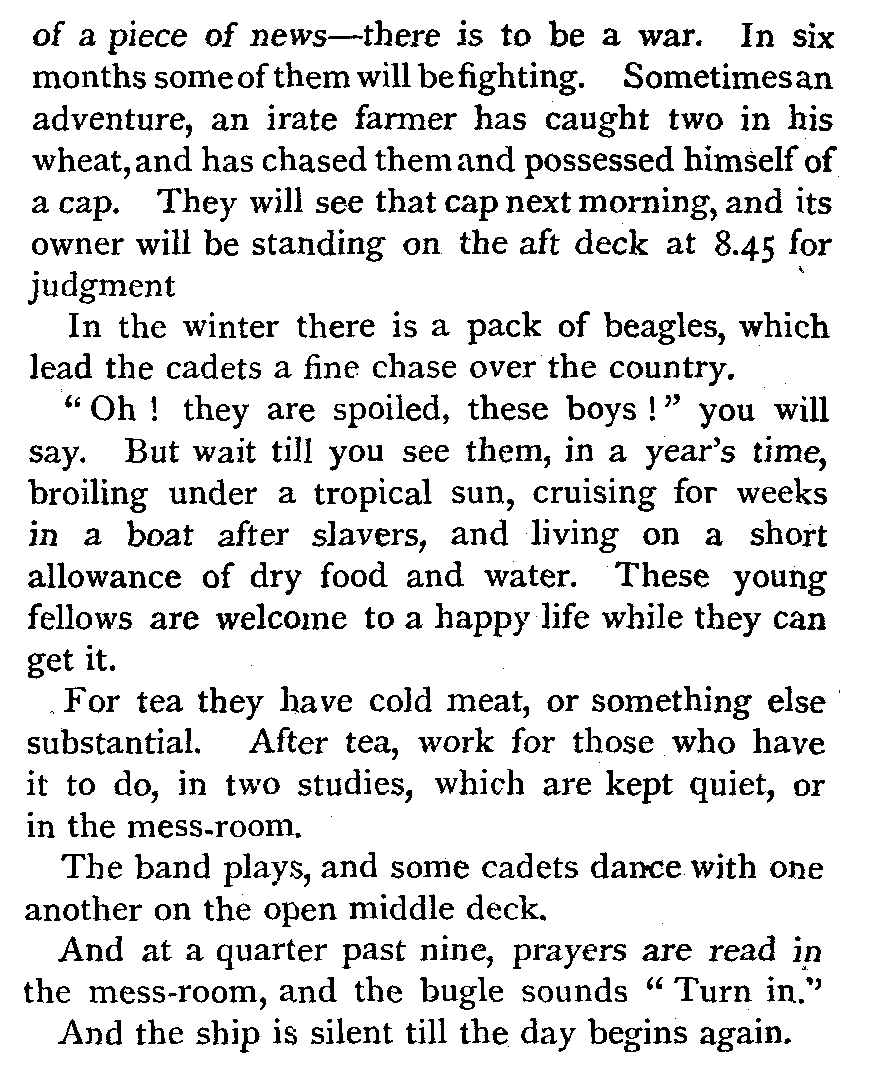 of a piece of news—there is to be a war. In six
months some of them will be fighting. Sometimes an
adventure, an irate farmer has caught two in his
wheat, and has chased them and possessed himself of
a cap. They will see that cap next morning, and its
owner will be standing on the aft deck at 8.45 for
judgment
In the winter there is a pack of beagles, which
lead the cadets a fine chase over the country.
“Oh! they are spoiled, these boys!” you will
say. But wait till you see them, in a year’s time,
broiling under a tropical sun, cruising for weeks
in a boat after slavers, and living on a short
allowance of dry food and water. These young
fellows are welcome to a happy life while they can
get it.
For tea they have cold meat, or something else
substantial. After tea, work for those who have
it to do, in two studies, which are kept quiet, or
in the mess-room.
The band plays, and some cadets dance with one
another on the open middle deck.
And at a quarter past nine, prayers are read in
the mess-room, and the bugle sounds “Turn in.”
And the ship is silent till the day begins again.